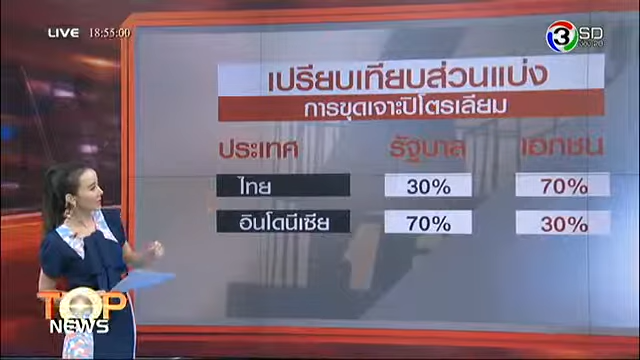 LIVE 18:55:00
3 SD
เปรียบเทียบส่วนแบ่ง
การขุดเจาะปิโตรเลียม
ประเทศ รัฐบาล เอกชน
ไทย 30% 70%
อินโดนีเซีย 70% 30%
TOP
NEWS